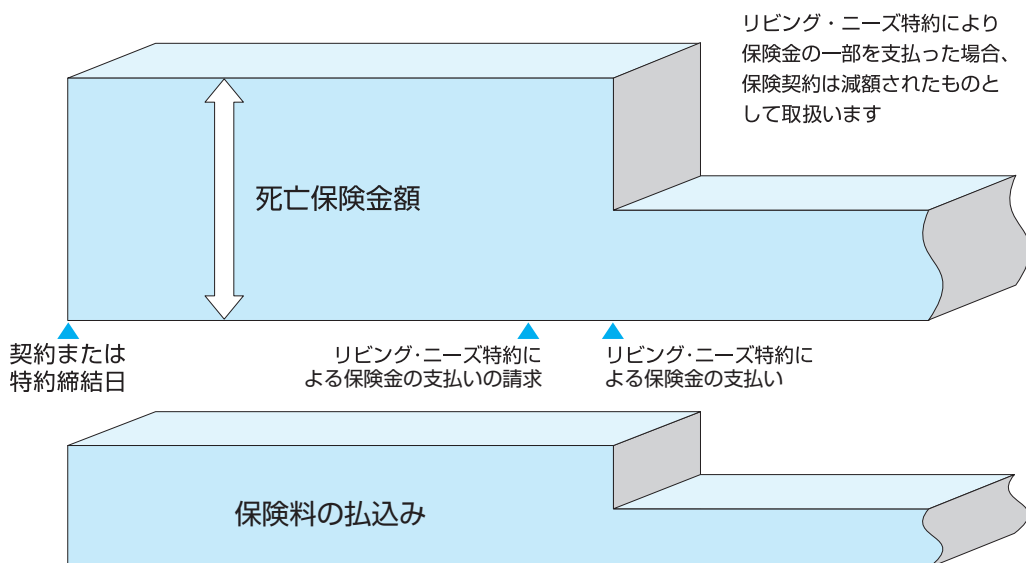 リビング・ニーズ特約により
保険金の一部を支払った場合、
保険契約は減額されたものと
して取扱います
死亡保険金額
契約または
特約締結日
リビング･ニーズ特約に
よる保険金の支払いの請求
リビング･ニーズ特約に
よる保険金の支払い
保険料の払込み